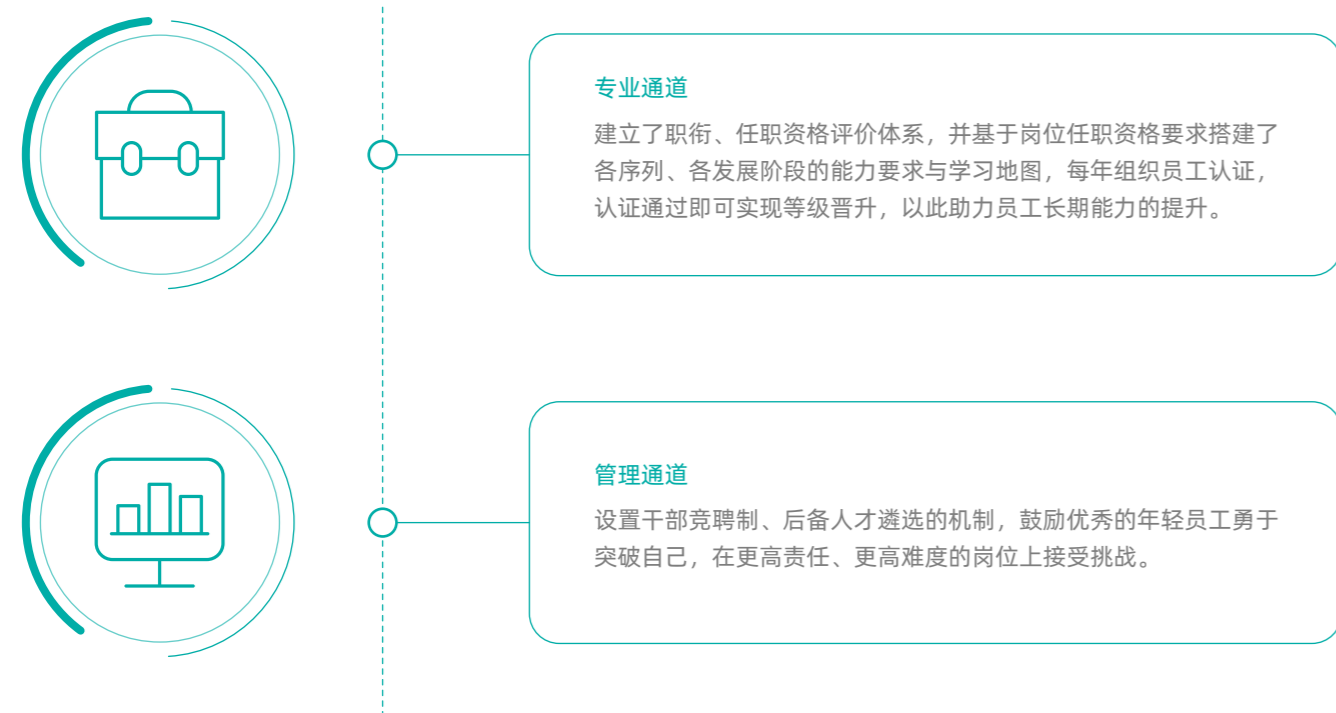 专业通道
建立了职衔、任职资格评价体系，并基于岗位任职资格要求搭建了
各序列、各发展阶段的能力要求与学习地图，每年组织员工认证，
认证通过即可实现等级晋升，以此助力员工长期能力的提升。
管理通道
设置干部竞聘制、后备人才遴选的机制，鼓励优秀的年轻员工勇于
突破自己，在更高责任、更高难度的岗位上接受挑战。